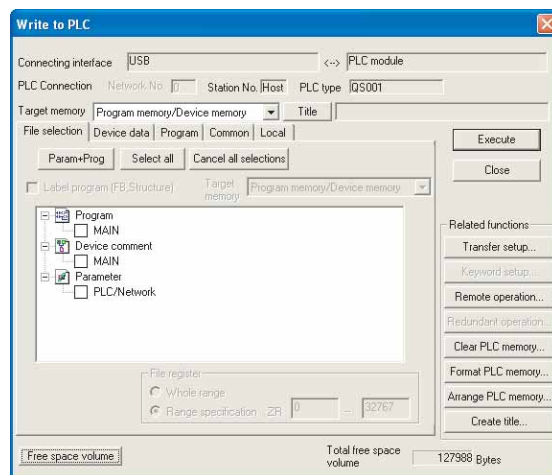 Write to PLC
Connecting interface USB <--> PLC module
PLC Connection Network No. 0 Station No. Host PLC type QS001
Target memory Program memory/Device memory Title
File selection Device data Program Common Local
Param+Prog Select all Cancel all selections
Label program (FB,Structure) Target memory Program memory/Device memory
Program
MAIN
Device comment
MAIN
Parameter
PLC/Network
File register
Whole range
Range specification ZR 0 - 32767
Free space volume
Total free space volume 127988 Bytes
Execute
Close
Related functions
Transfer setup...
Keyword setup...
Remote operation...
Redundant operation...
Clear PLC memory...
Format PLC memory...
Arrange PLC memory...
Create title...